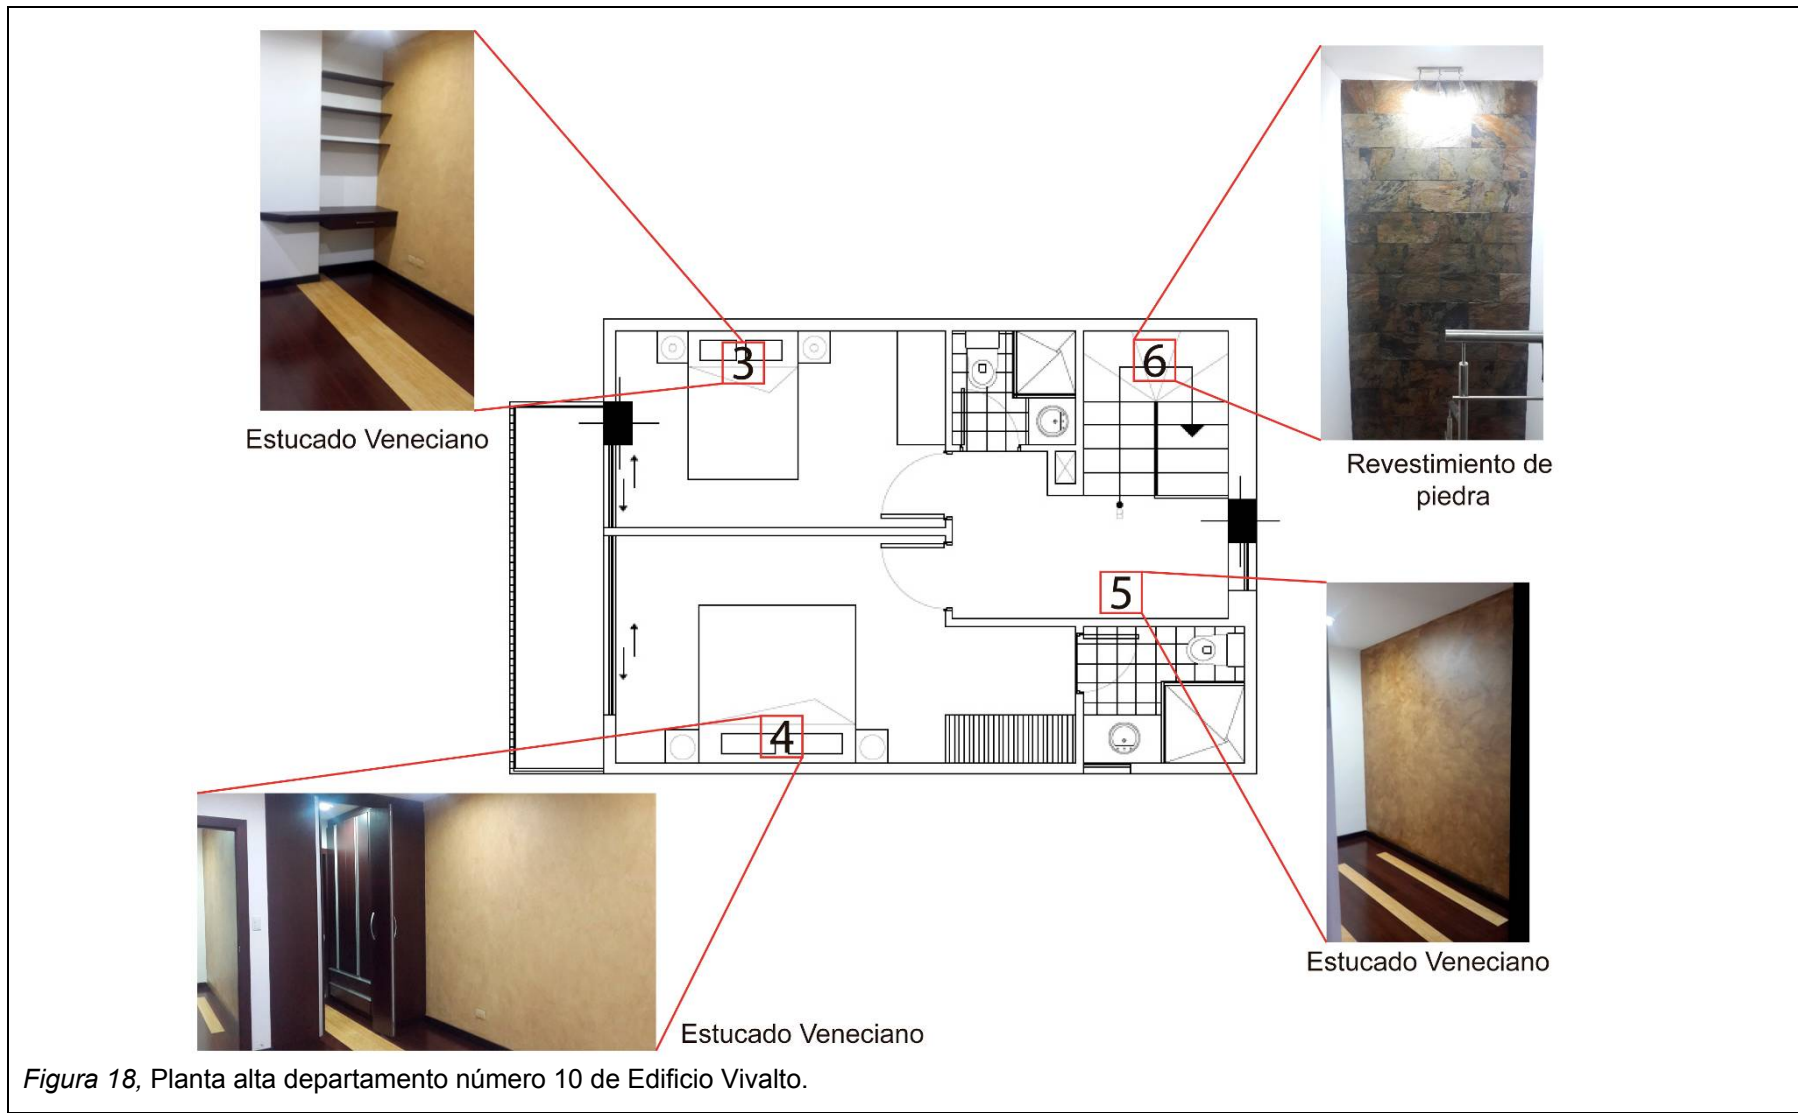 3
6
Estucado Veneciano
Revestimiento de
piedra
5
4
Estucado Veneciano
Estucado Veneciano
Figura 18, Planta alta departamento número 10 de Edificio Vivalto.